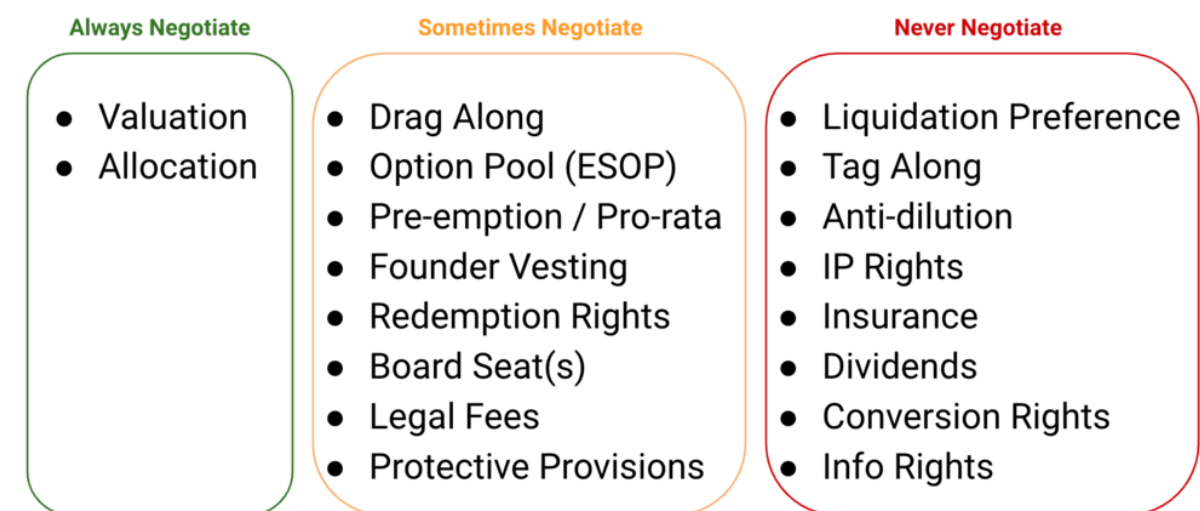 Always Negotiate
● Valuation
● Allocation
Sometimes Negotiate
● Drag Along
● Option Pool (ESOP)
● Pre-emption / Pro-rata
● Founder Vesting
● Redemption Rights
● Board Seat(s)
● Legal Fees
● Protective Provisions
Never Negotiate
● Liquidation Preference
● Tag Along
● Anti-dilution
● IP Rights
● Insurance
● Dividends
● Conversion Rights
● Info Rights